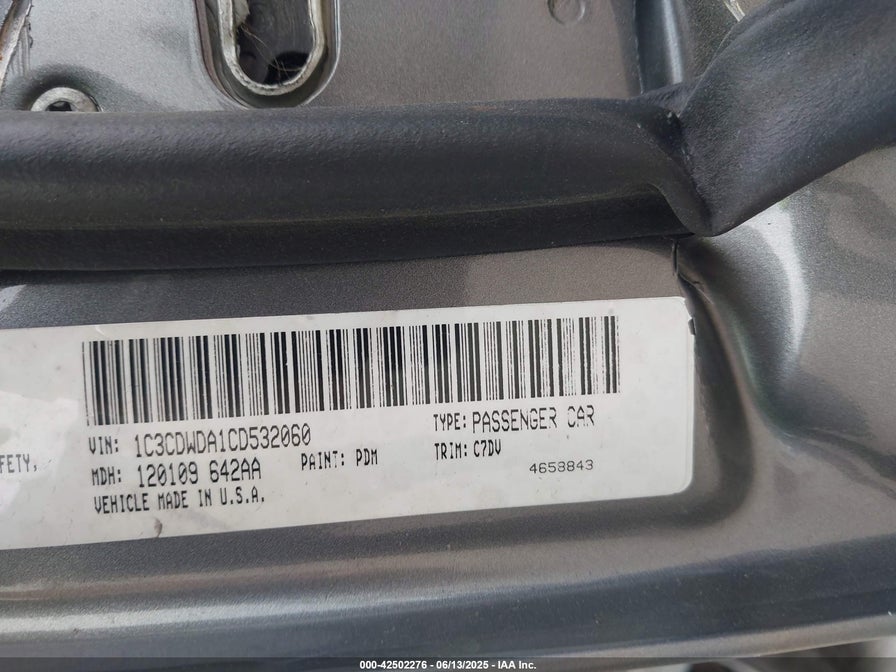 VIN: 1C3CDWDA1CD532060
TYPE: PASSENGER CAR
FETY,
MDH: 120109 642AA
PAINT: PDM
TRIM: C7DV
VEHICLE MADE IN U.S.A.
4658843
000-42502276 - 06/13/2025 - IAA Inc.